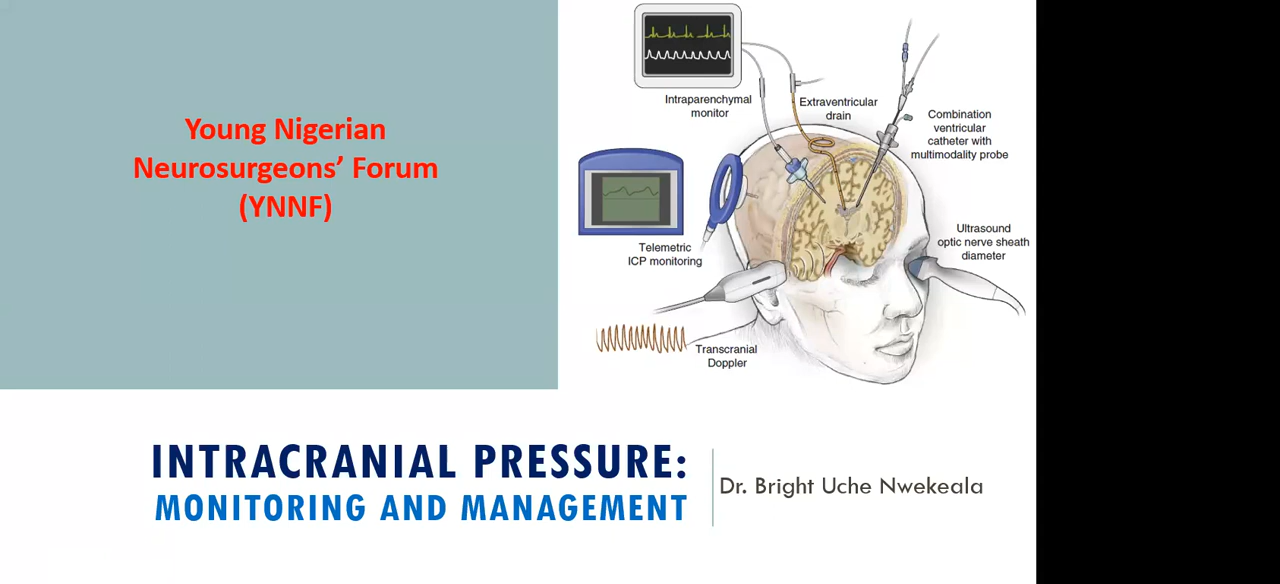 Young Nigerian
Neurosurgeons' Forum
(YNNF)
Intraparenchymal
monitor
Extraventricular
drain
Combination
ventricular
catheter with
multimodality probe
Telemetric
ICP monitoring
Ultrasound
optic nerve sheath
diameter
Transcranial
Doppler
INTRACRANIAL PRESSURE:
MONITORING AND MANAGEMENT
Dr. Bright Uche Nwekeala